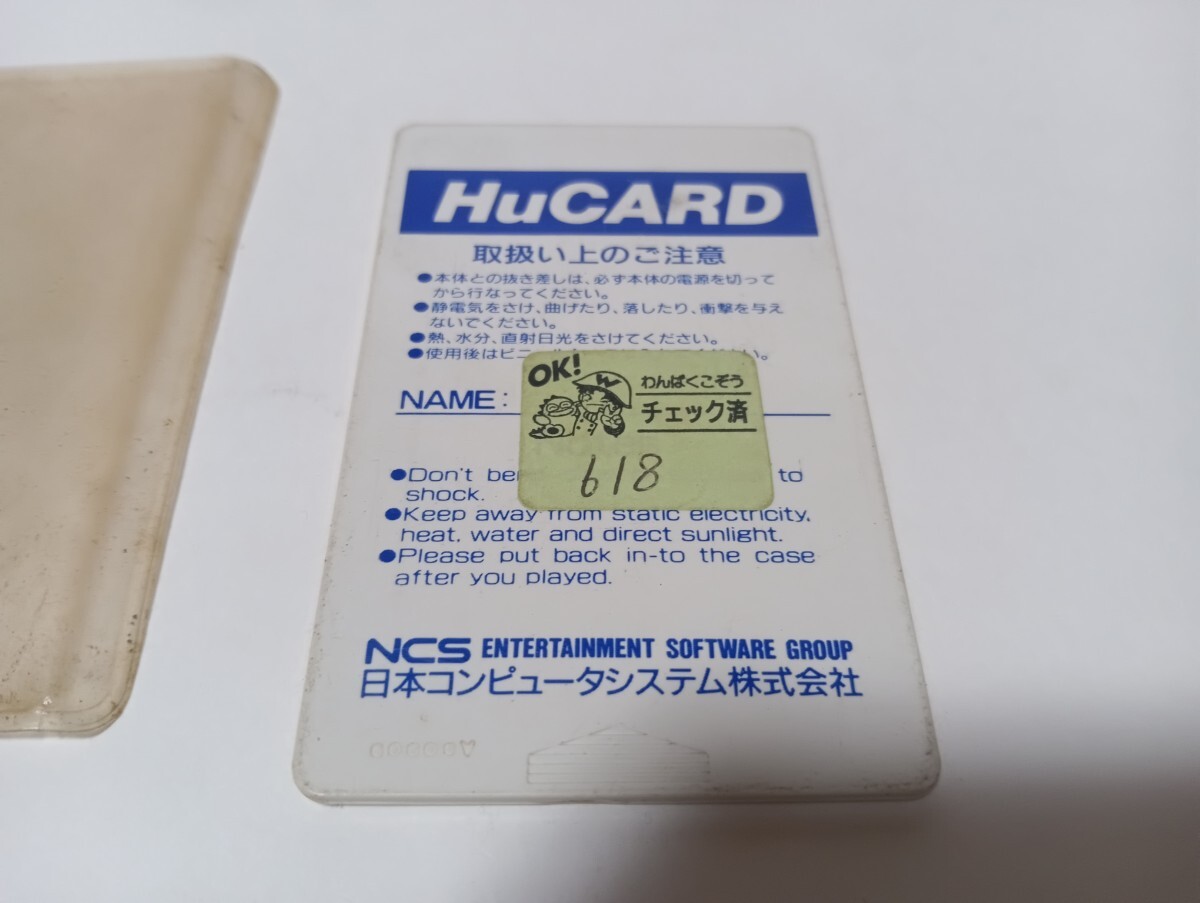 HuCARD
取扱い上のご注意
●本体との抜き差しは、必ず本体の電源を切って
から行なってください。
●静電気をさけ、曲げたり、落したり、衝撃を与え
ないでください。
●熱、水分、直射日光をさけてください。
●使用後はビニ
OK!
わんぱくこぞう
チェック済
618
NAME:
●Don't to
shock.
●Keep away from static electricity,
heat, water and direct sunlight.
●Please put back in-to the case
after you played.
NCS ENTERTAINMENT SOFTWARE GROUP
日本コンピュータシステム株式会社